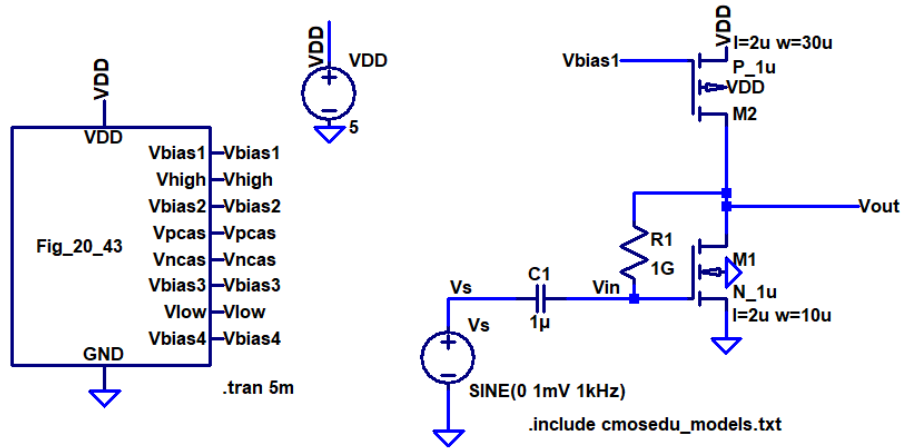 VDD
VDD
Vbias1
Vhigh
Vbias2
Vpcas
Vncas
Vbias3
Vlow
Vbias4
GND
Fig_20_43
Vbias1
Vhigh
Vbias2
Vpcas
Vncas
Vbias3
Vlow
Vbias4
.tran 5m
VDD
VDD
5
VDD
l=2u w=30u
Vbias1
P_1u
VDD
M2
Vout
R1
1G
M1
N_1u
l=2u w=10u
C1
1µ
Vin
Vs
Vs
SINE(0 1mV 1kHz)
.include cmosedu_models.txt